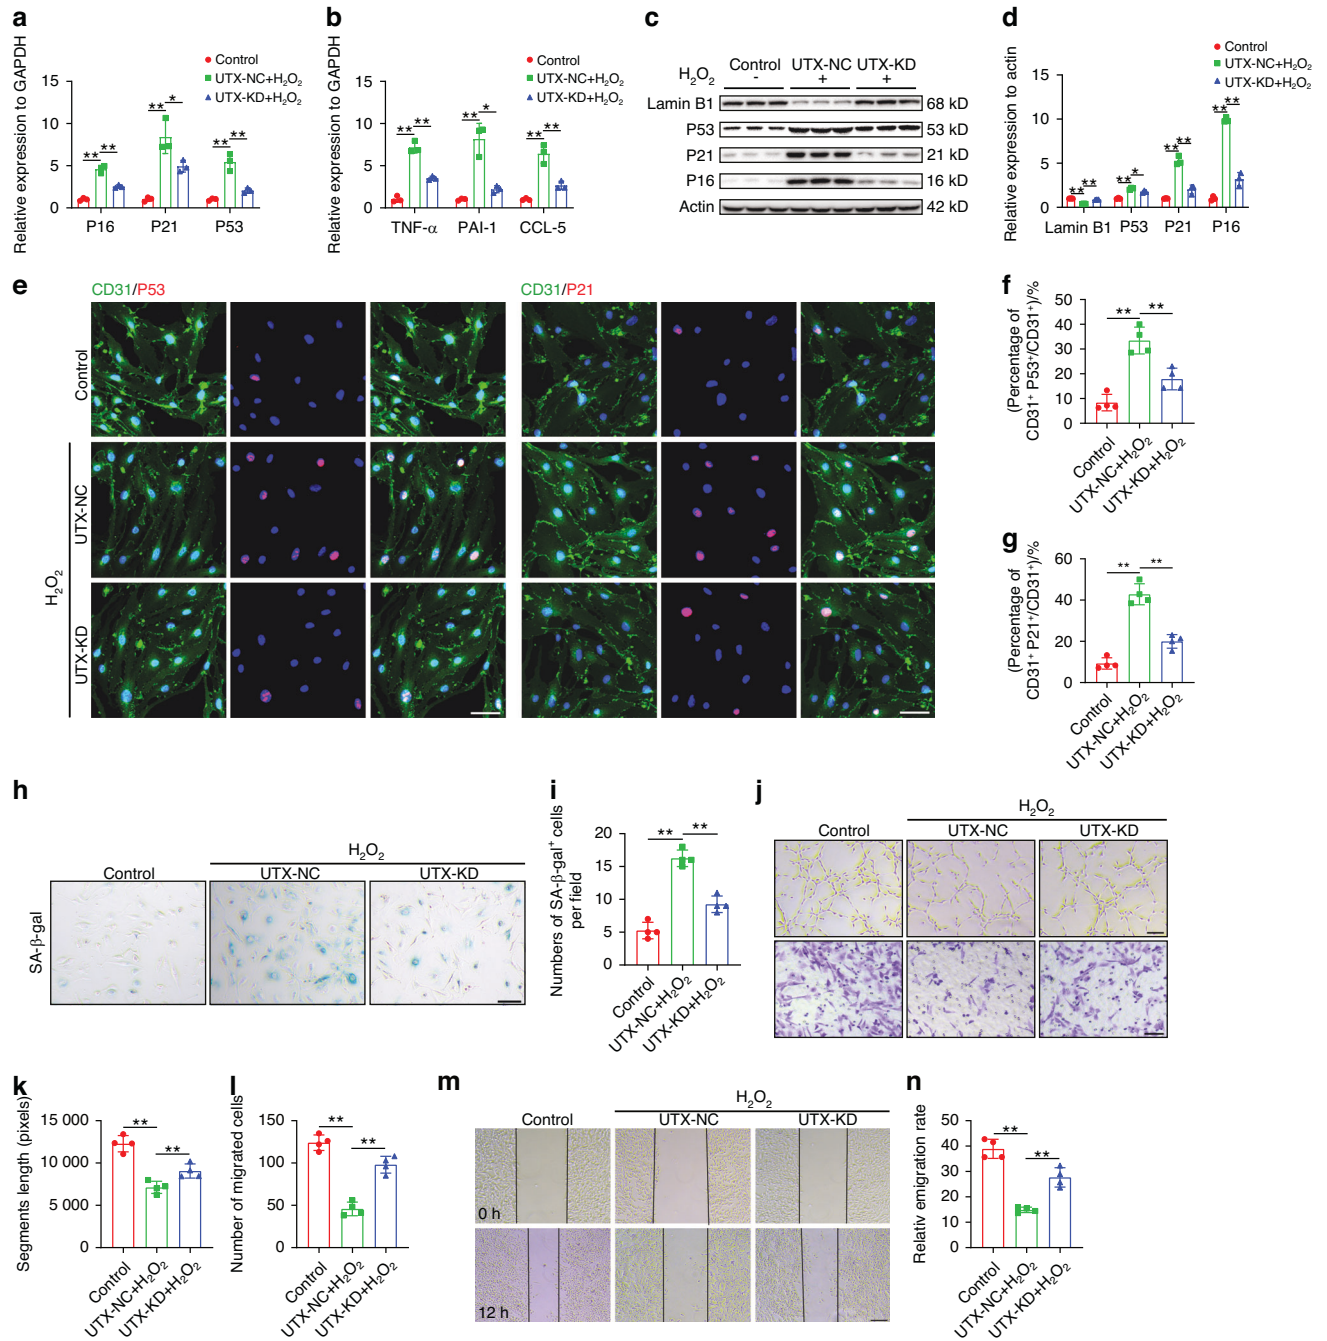 a
Relative expression to GAPDH
Control
UTX-NC+H₂O₂
UTX-KD+H₂O₂
15
10
5
0
** **
** *
** **
P16 P21 P53
b
Relative expression to GAPDH
Control
UTX-NC+H₂O₂
UTX-KD+H₂O₂
15
10
5
0
** **
** *
** **
TNF-α PAI-1 CCL-5
c
Control UTX-NC UTX-KD
H₂O₂ - + +
Lamin B1 68 kD
P53 53 kD
P21 21 kD
P16 16 kD
Actin 42 kD
d
Relative expression to actin
Control
UTX-NC+H₂O₂
UTX-KD+H₂O₂
15
10
5
0
** **
** *
** **
** **
Lamin B1 P53 P21 P16
e
CD31/P53 CD31/P21
Control
H₂O₂
UTX-NC
UTX-KD
f
(Percentage of
CD31⁺ P53⁺/CD31⁺)/%
50
40
30
20
10
0
** **
Control
UTX-NC+H₂O₂
UTX-KD+H₂O₂
g
(Percentage of
CD31⁺ P21⁺/CD31⁺)/%
60
40
20
0
** **
Control
UTX-NC+H₂O₂
UTX-KD+H₂O₂
h
H₂O₂
Control UTX-NC UTX-KD
SA-β-gal
i
Numbers of SA-β-gal⁺ cells
per field
20
15
10
5
0
** **
Control
UTX-NC+H₂O₂
UTX-KD+H₂O₂
j
H₂O₂
Control UTX-NC UTX-KD
k
Segments length (pixels)
15 000
10 000
5 000
0
** **
Control
UTX-NC+H₂O₂
UTX-KD+H₂O₂
l
Number of migrated cells
150
100
50
0
** **
Control
UTX-NC+H₂O₂
UTX-KD+H₂O₂
m
H₂O₂
Control UTX-NC UTX-KD
0 h
12 h
n
Relativ emigration rate
50
40
30
20
10
0
** **
Control
UTX-NC+H₂O₂
UTX-KD+H₂O₂